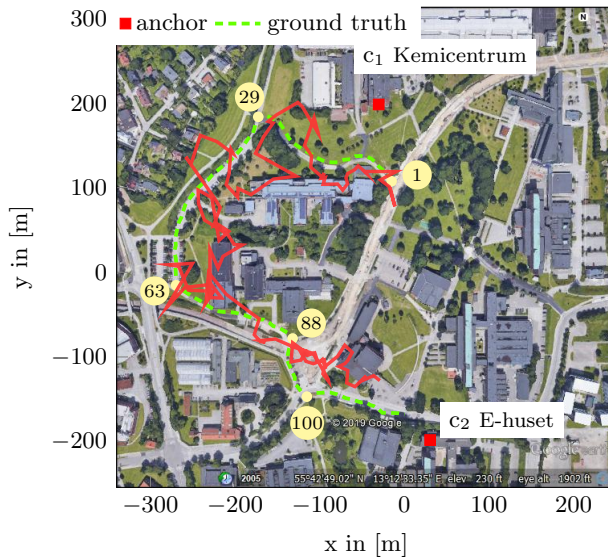 ■ anchor --- ground truth
c₁ Kemicentrum
N
300
200
100
0
−100
−200
y in [m]
29
1
63
88
100
c₂ E-huset
© 2019 Google
Google
2005
55°42'49.02" N 13°12'33.35" E elev 230 ft eye alt 1902 ft
−300
−200
−100
0
100
200
x in [m]